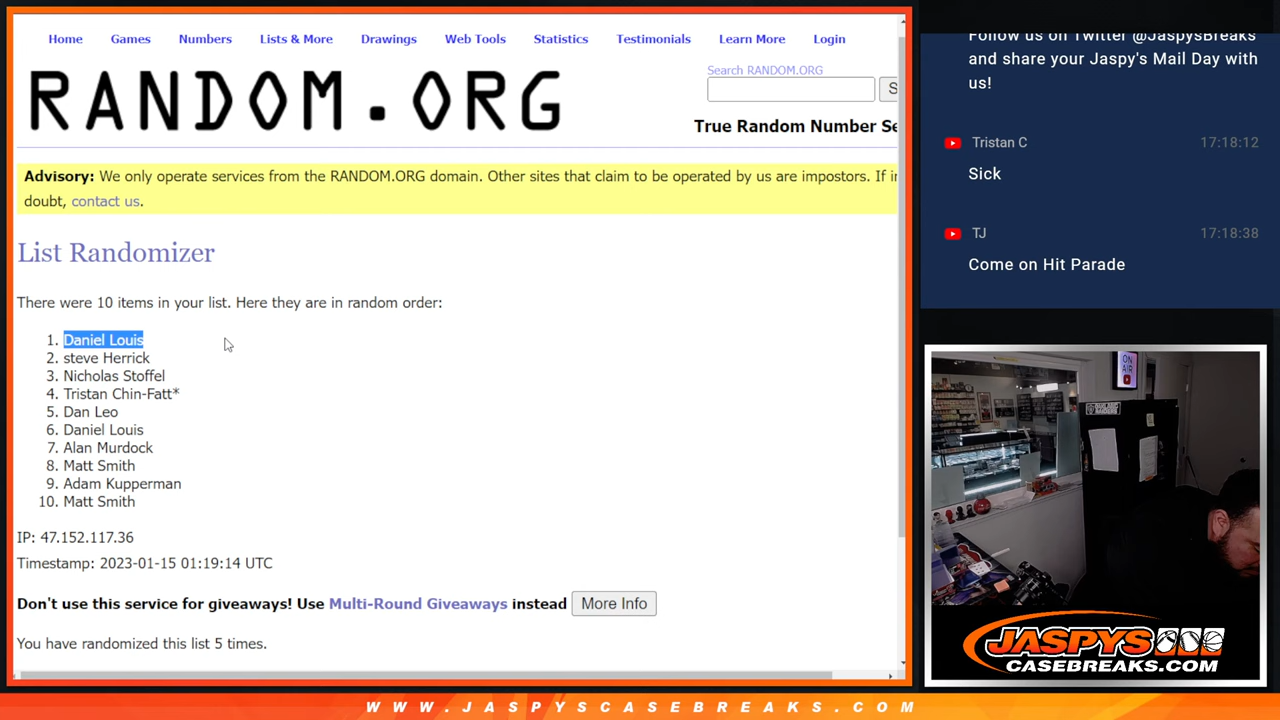 Home Games Numbers Lists & More Drawings Web Tools Statistics Testimonials Learn More Login
RANDOM.ORG
Search RANDOM.ORG
S
True Random Number Se
Advisory: We only operate services from the RANDOM.ORG domain. Other sites that claim to be operated by us are impostors. If in
doubt, contact us.
List Randomizer
There were 10 items in your list. Here they are in random order:
1. Daniel Louis
2. steve Herrick
3. Nicholas Stoffel
4. Tristan Chin-Fatt*
5. Dan Leo
6. Daniel Louis
7. Alan Murdock
8. Matt Smith
9. Adam Kupperman
10. Matt Smith
IP: 47.152.117.36
Timestamp: 2023-01-15 01:19:14 UTC
Don't use this service for giveaways! Use Multi-Round Giveaways instead More Info
You have randomized this list 5 times.
Follow us on Twitter @JaspysBreaks
and share your Jaspy's Mail Day with
us!
Tristan C 17:18:12
Sick
TJ 17:18:38
Come on Hit Parade
ON
AIR
JASPYS
CASEBREAKS.COM
WWW.JASPYSCASEBREAKS.COM